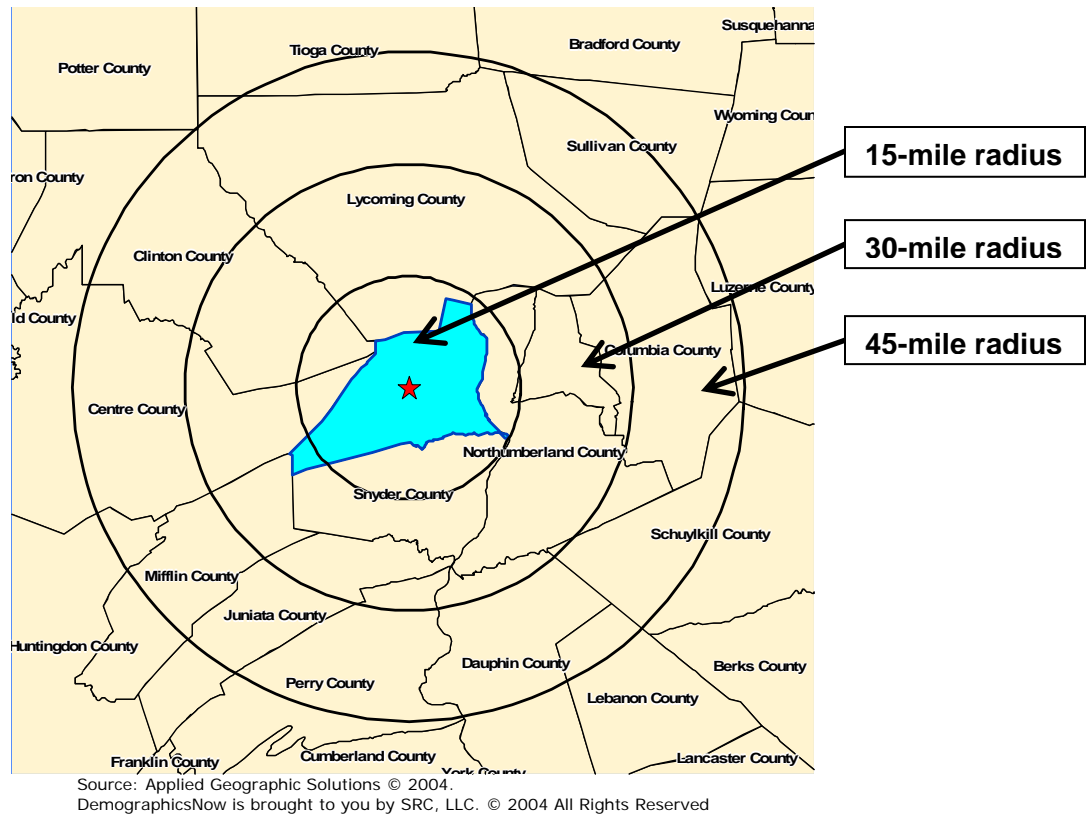 Susquehanna
Tioga County
Bradford County
Potter County
Wyoming Coun
Sullivan County
15-mile radius
ron County
Lycoming County
30-mile radius
Clinton County
Luzerne County
ld County
45-mile radius
Columbia County
Centre County
Northumberland County
Snyder County
Schuylkill County
Mifflin County
Juniata County
Huntingdon County
Dauphin County
Berks County
Perry County
Lebanon County
Franklin County
Cumberland County
Lancaster County
York County
Source: Applied Geographic Solutions © 2004.
DemographicsNow is brought to you by SRC, LLC. © 2004 All Rights Reserved